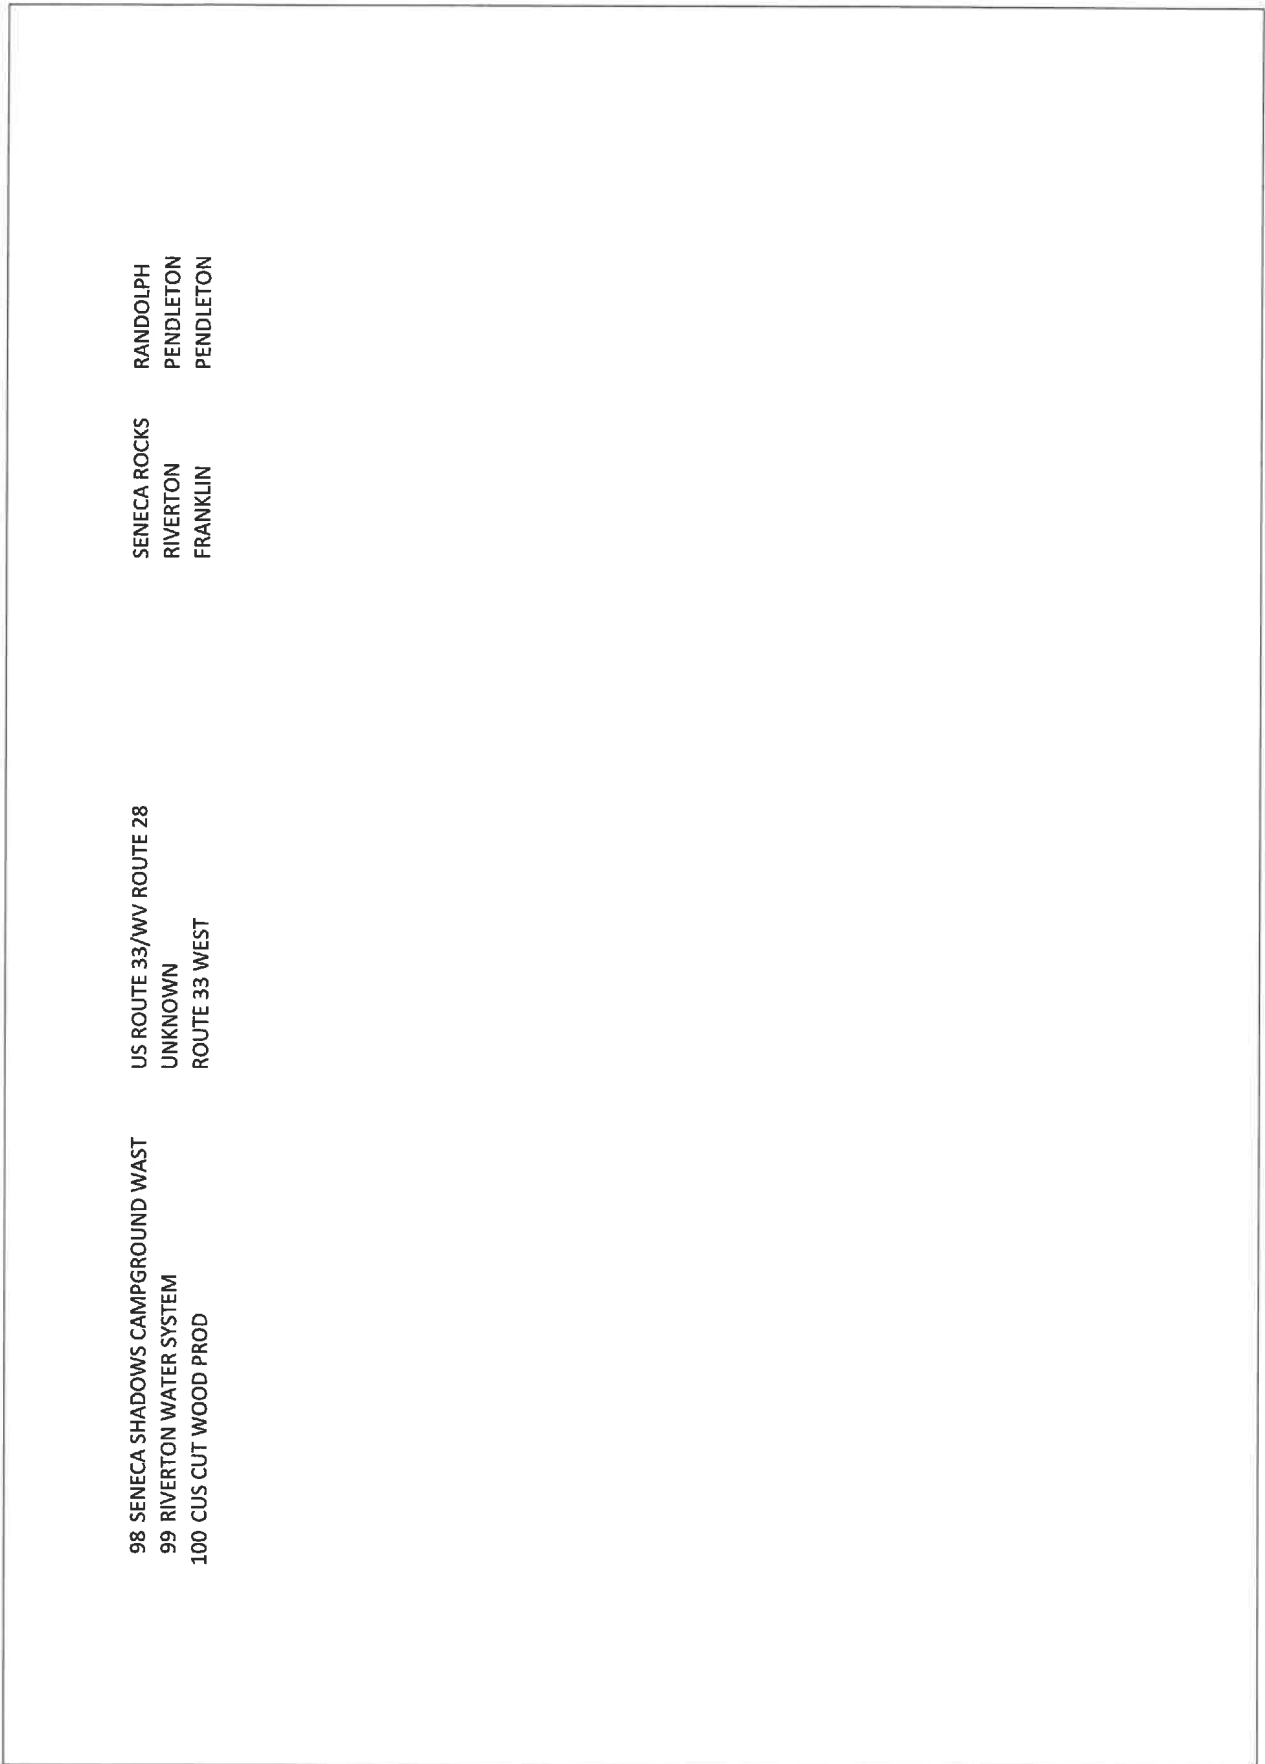 98 SENECA SHADOWS CAMPGROUND WAST US ROUTE 33/WV ROUTE 28 SENECA ROCKS RANDOLPH
99 RIVERTON WATER SYSTEM UNKNOWN RIVERTON PENDLETON
100 CUS CUT WOOD PROD ROUTE 33 WEST FRANKLIN PENDLETON